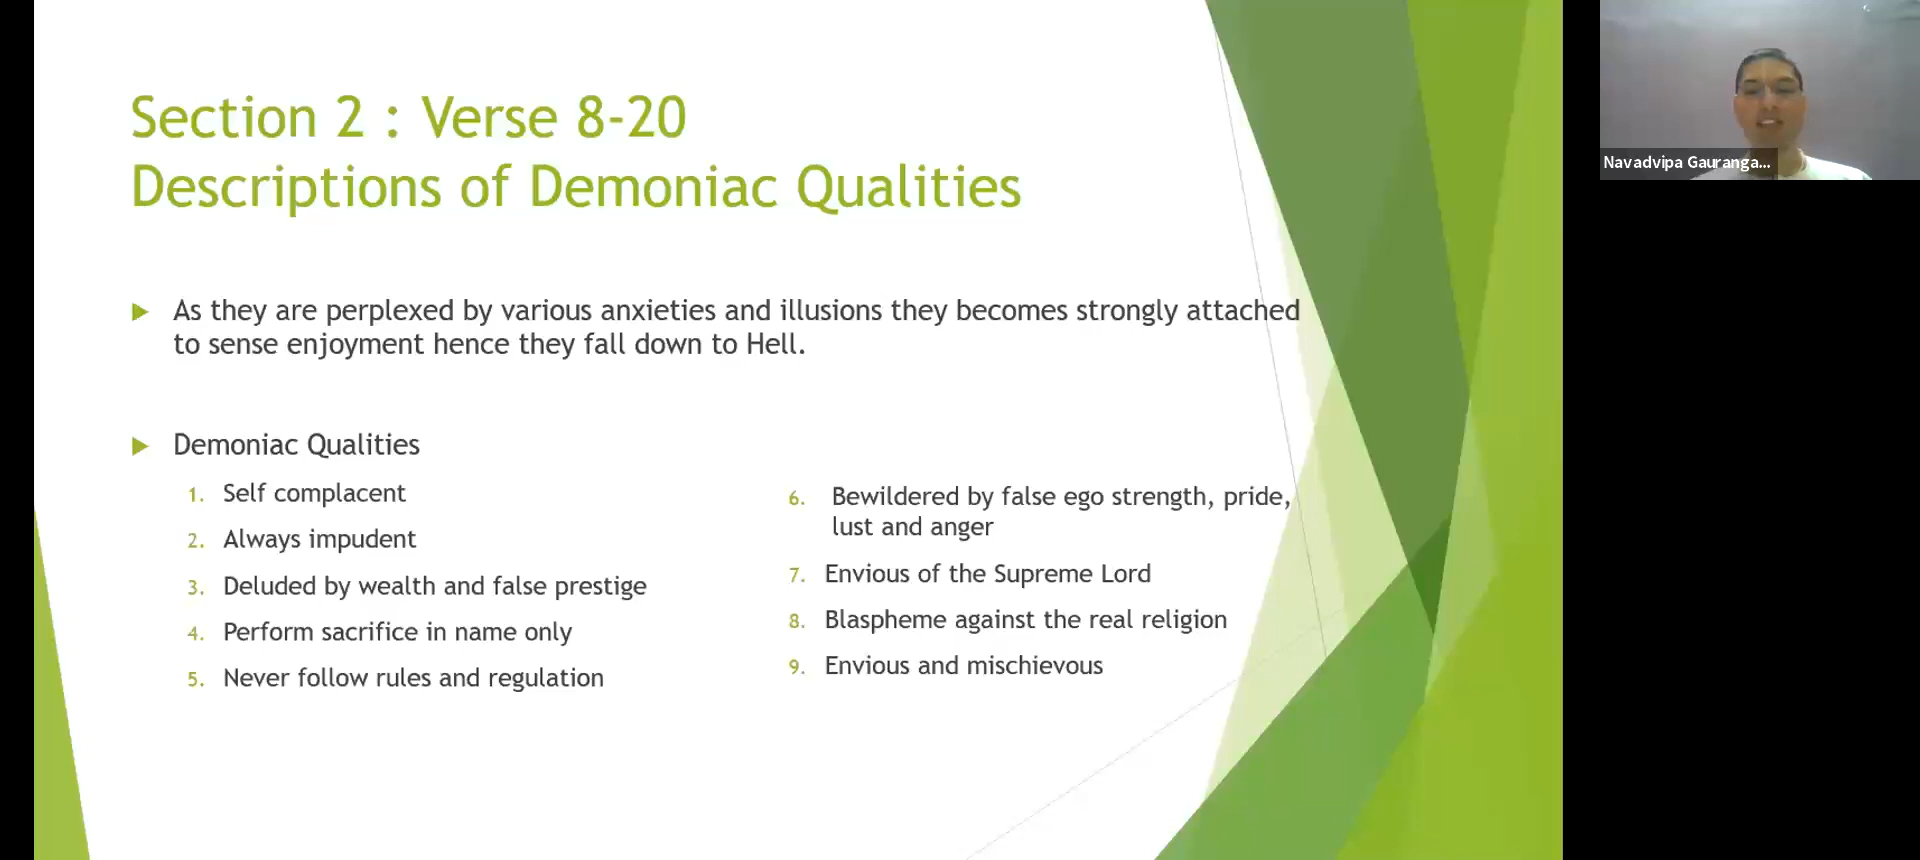 Section 2 : Verse 8-20
Descriptions of Demoniac Qualities
As they are perplexed by various anxieties and illusions they becomes strongly attached
to sense enjoyment hence they fall down to Hell.
Demoniac Qualities
1. Self complacent
2. Always impudent
3. Deluded by wealth and false prestige
4. Perform sacrifice in name only
5. Never follow rules and regulation
6. Bewildered by false ego strength, pride,
lust and anger
7. Envious of the Supreme Lord
8. Blaspheme against the real religion
9. Envious and mischievous
Navadvipa Gauranga...